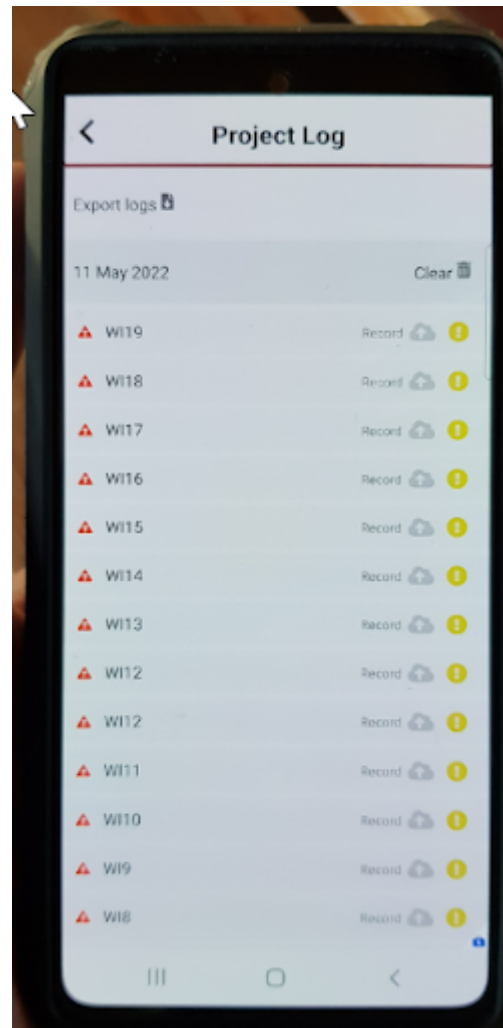 Project Log
Export logs
11 May 2022 Clear
WI19 Record
WI18 Record
WI17 Record
WI16 Record
WI15 Record
WI14 Record
WI13 Record
WI12 Record
WI12 Record
WI11 Record
WI10 Record
WI9 Record
WI8 Record